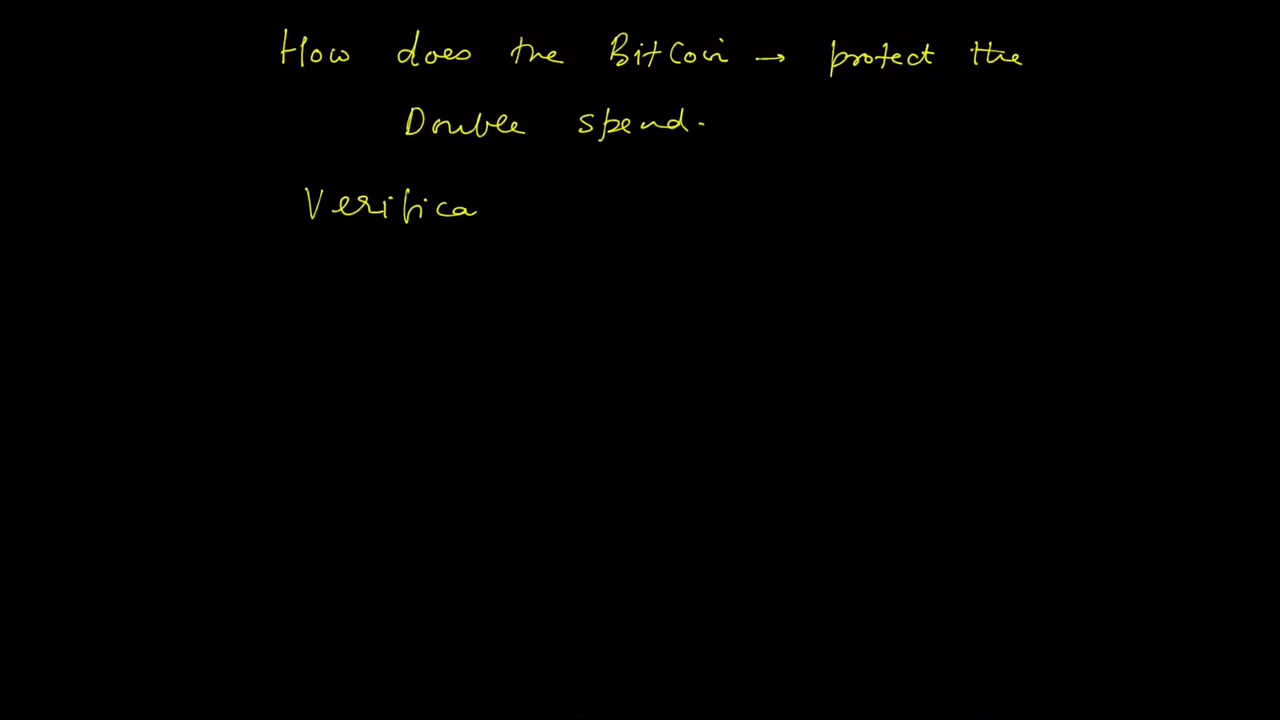 How does the BitCoin → protect the
Double spend.
Verifica